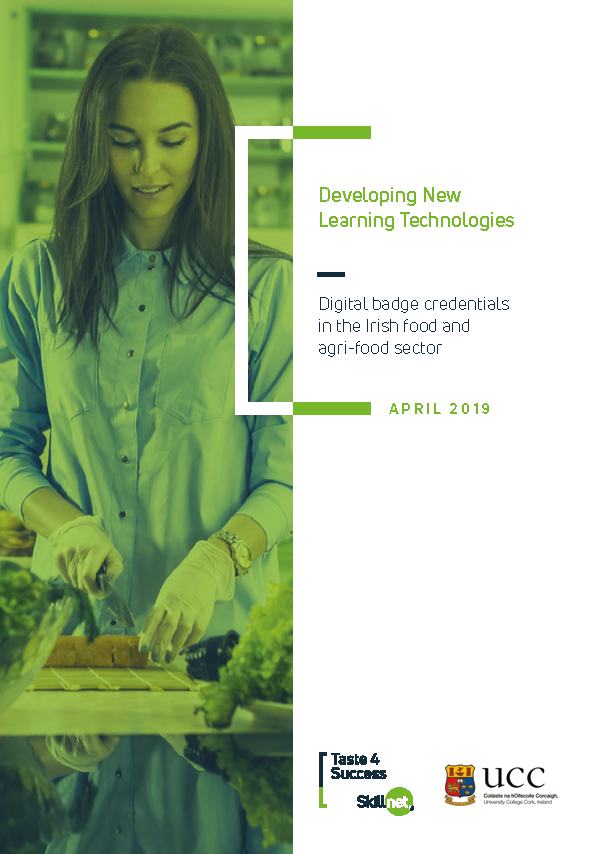 Developing New
Learning Technologies
Digital badge credentials
in the Irish food and
agri-food sector
APRIL 2019
Taste 4
Success
Skillnet
UCC
Coláiste na hOllscoile Corcaigh,
University College Cork, Ireland